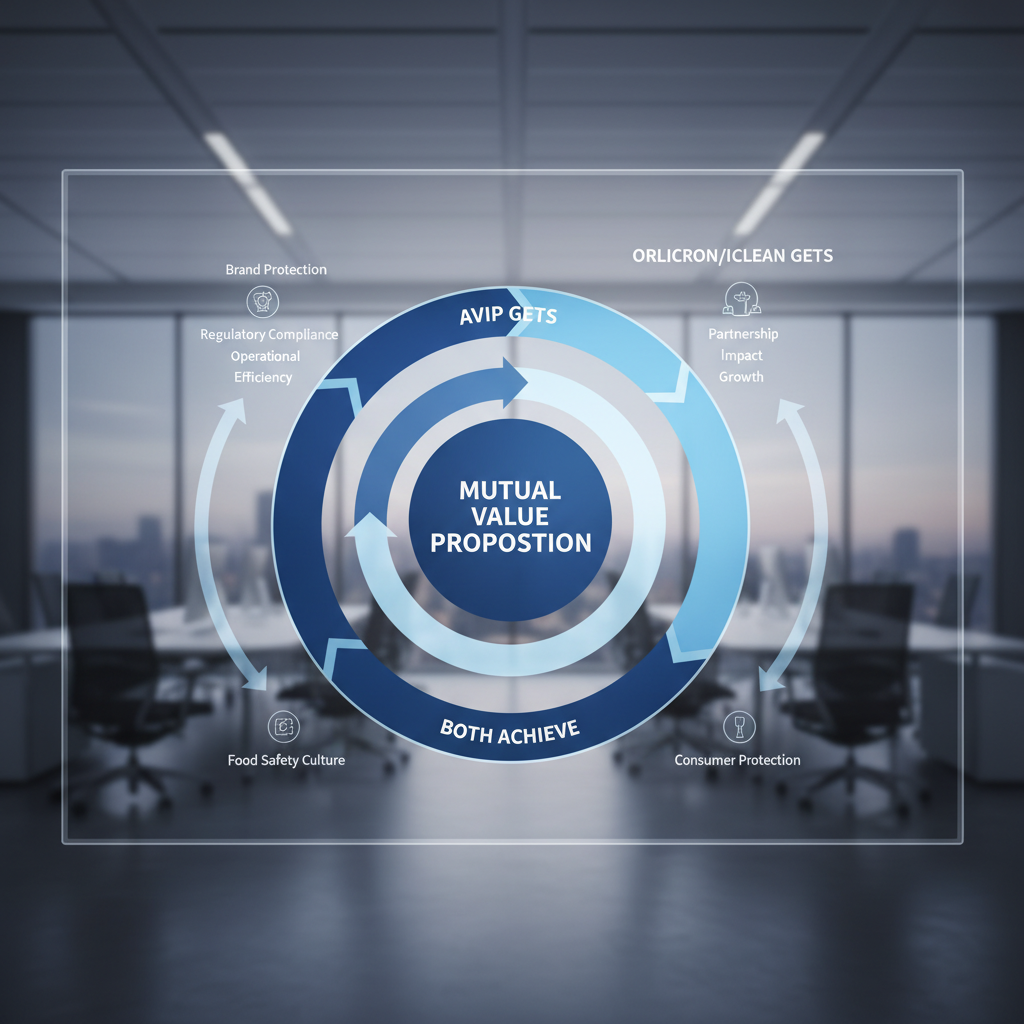 ORLICRON/ICLEAN GETS
Brand Protection
Regulatory Compliance
Operational
Efficiency
AVIP GETS
Partnership
Impact
Growth
MUTUAL
VALUE
PROPOSTION
BOTH ACHIEVE
Food Safety Culture
Consumer Protection